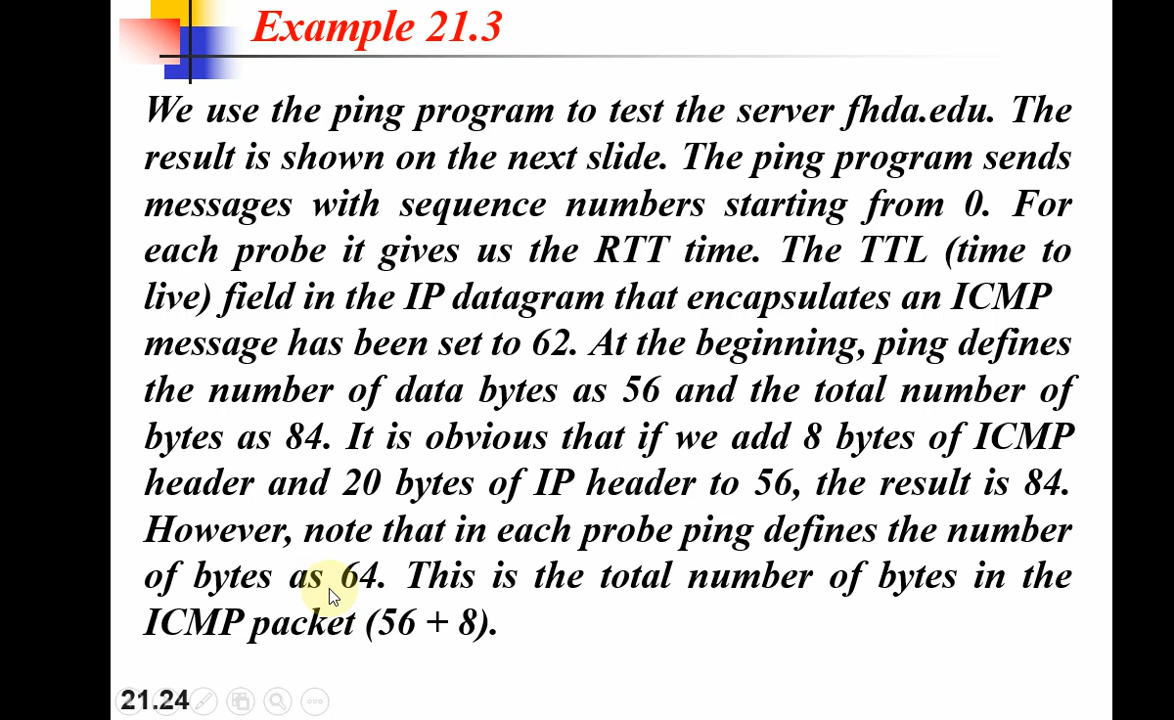 Example 21.3
We use the ping program to test the server fhda.edu. The
result is shown on the next slide. The ping program sends
messages with sequence numbers starting from 0. For
each probe it gives us the RTT time. The TTL (time to
live) field in the IP datagram that encapsulates an ICMP
message has been set to 62. At the beginning, ping defines
the number of data bytes as 56 and the total number of
bytes as 84. It is obvious that if we add 8 bytes of ICMP
header and 20 bytes of IP header to 56, the result is 84.
However, note that in each probe ping defines the number
of bytes as 64. This is the total number of bytes in the
ICMP packet (56 + 8).
21.24